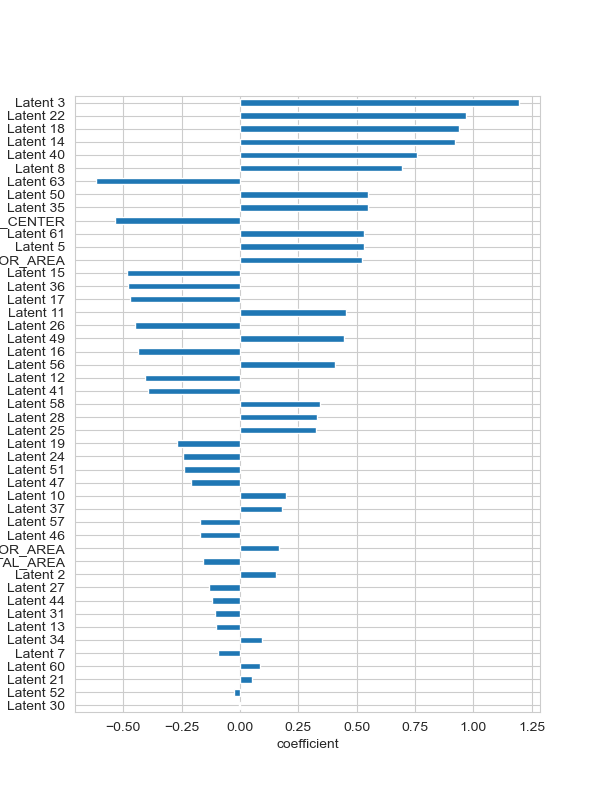 Latent 3
Latent 22
Latent 18
Latent 14
Latent 40
Latent 8
Latent 63
Latent 50
Latent 35
_CENTER
Latent 61
Latent 5
OR_AREA
Latent 15
Latent 36
Latent 17
Latent 11
Latent 26
Latent 49
Latent 16
Latent 56
Latent 12
Latent 41
Latent 58
Latent 28
Latent 25
Latent 19
Latent 24
Latent 51
Latent 47
Latent 10
Latent 37
Latent 57
Latent 46
OR_AREA
TAL_AREA
Latent 2
Latent 27
Latent 44
Latent 31
Latent 13
Latent 34
Latent 7
Latent 60
Latent 21
Latent 52
Latent 30
−0.50 −0.25 0.00 0.25 0.50 0.75 1.00 1.25
coefficient